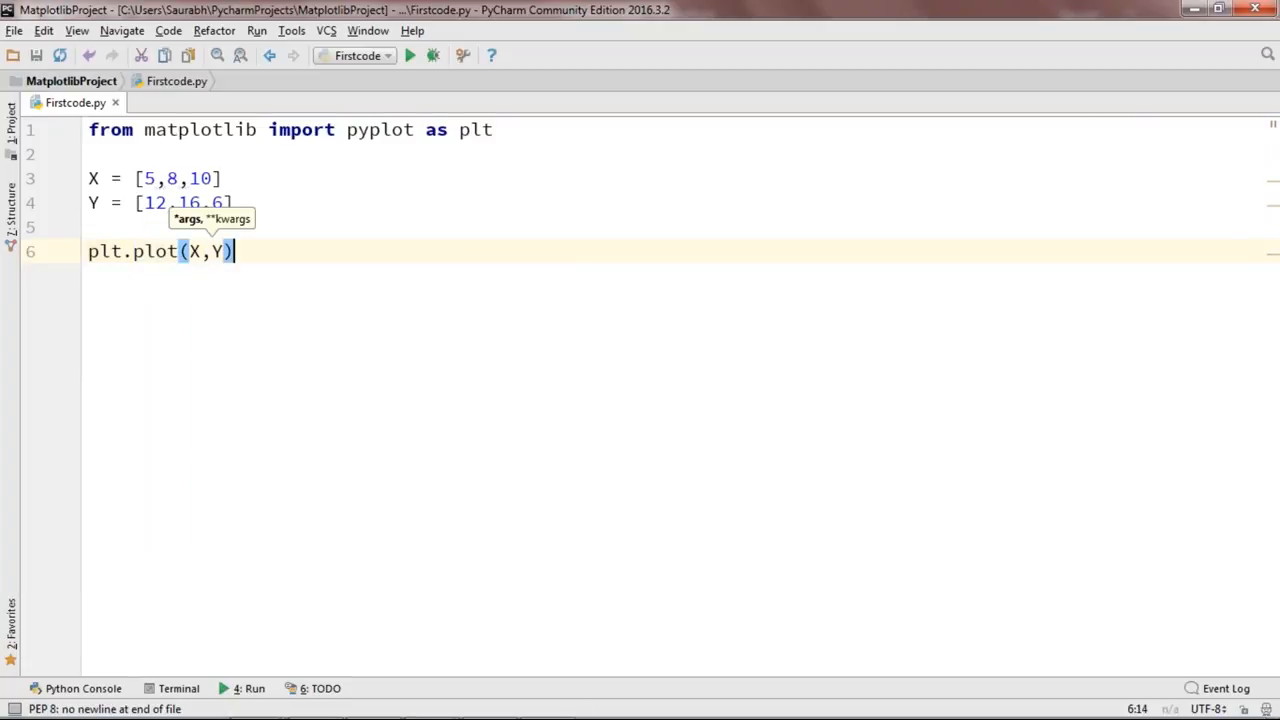 MatplotlibProject - [C:\Users\Saurabh\PycharmProjects\MatplotlibProject] - ...\Firstcode.py - PyCharm Community Edition 2016.3.2
File Edit View Navigate Code Refactor Run Tools VCS Window Help
Firstcode
MatplotlibProject Firstcode.py
Firstcode.py
1: Project
7: Structure
2: Favorites
1 from matplotlib import pyplot as plt
2
3 X = [5,8,10]
4 Y = [12,16,6]
*args, **kwargs
5
6 plt.plot(X,Y)
Python Console Terminal 4: Run 6: TODO Event Log
PEP 8: no newline at end of file 6:14 n/a UTF-8